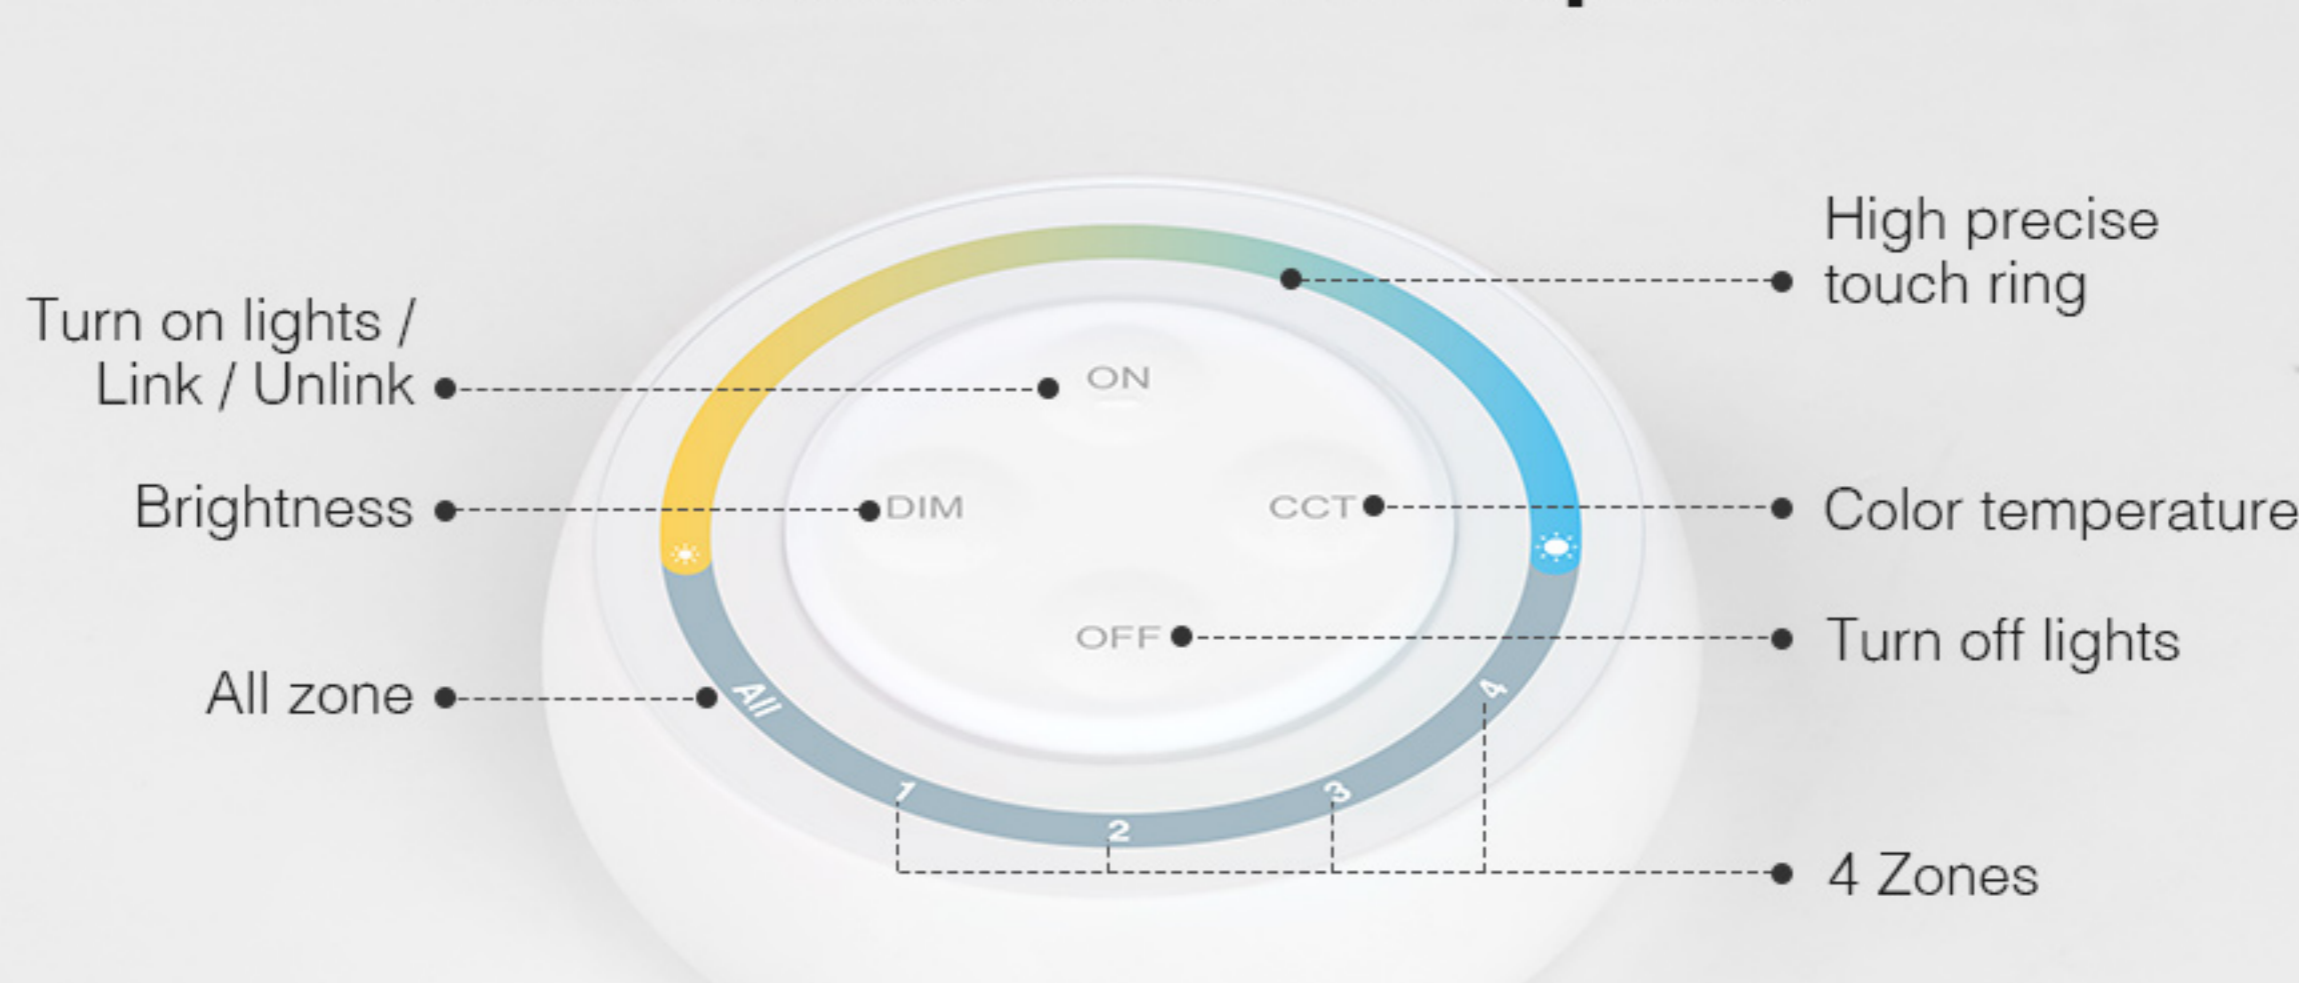 High precise
touch ring
Turn on lights /
Link / Unlink
ON
Brightness
DIM
CCT
Color temperature
OFF
Turn off lights
All zone
All
1
2
3
4
4 Zones